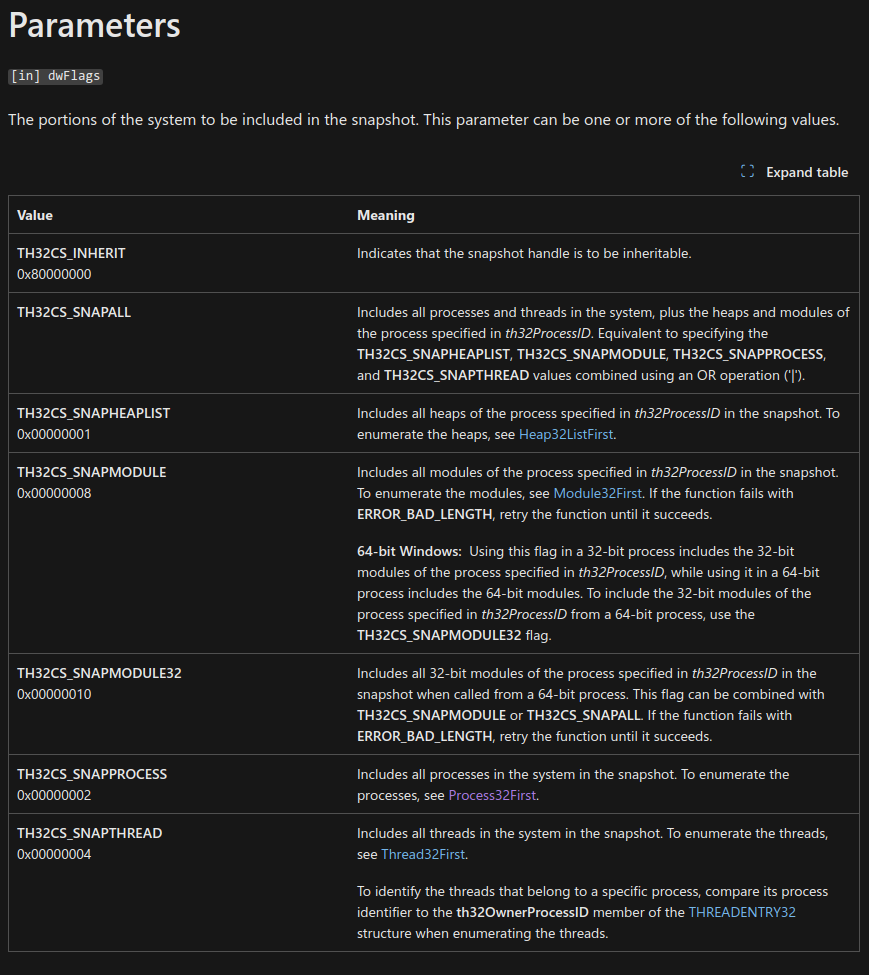 Parameters
[in] dwFlags
The portions of the system to be included in the snapshot. This parameter can be one or more of the following values.
Expand table
Value Meaning
TH32CS_INHERIT Indicates that the snapshot handle is to be inheritable.
0x80000000
TH32CS_SNAPALL Includes all processes and threads in the system, plus the heaps and modules of
the process specified in th32ProcessID. Equivalent to specifying the
TH32CS_SNAPHEAPLIST, TH32CS_SNAPMODULE, TH32CS_SNAPPROCESS,
and TH32CS_SNAPTHREAD values combined using an OR operation ('|').
TH32CS_SNAPHEAPLIST Includes all heaps of the process specified in th32ProcessID in the snapshot. To
0x00000001 enumerate the heaps, see Heap32ListFirst.
TH32CS_SNAPMODULE Includes all modules of the process specified in th32ProcessID in the snapshot.
0x00000008 To enumerate the modules, see Module32First. If the function fails with
ERROR_BAD_LENGTH, retry the function until it succeeds.
64-bit Windows: Using this flag in a 32-bit process includes the 32-bit
modules of the process specified in th32ProcessID, while using it in a 64-bit
process includes the 64-bit modules. To include the 32-bit modules of the
process specified in th32ProcessID from a 64-bit process, use the
TH32CS_SNAPMODULE32 flag.
TH32CS_SNAPMODULE32 Includes all 32-bit modules of the process specified in th32ProcessID in the
0x00000010 snapshot when called from a 64-bit process. This flag can be combined with
TH32CS_SNAPMODULE or TH32CS_SNAPALL. If the function fails with
ERROR_BAD_LENGTH, retry the function until it succeeds.
TH32CS_SNAPPROCESS Includes all processes in the system in the snapshot. To enumerate the
0x00000002 processes, see Process32First.
TH32CS_SNAPTHREAD Includes all threads in the system in the snapshot. To enumerate the threads,
0x00000004 see Thread32First.
To identify the threads that belong to a specific process, compare its process
identifier to the th32OwnerProcessID member of the THREADENTRY32
structure when enumerating the threads.